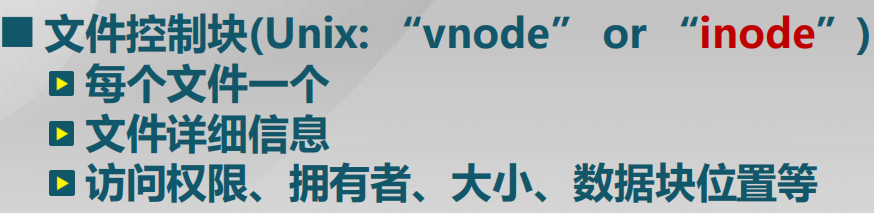 文件控制块(Unix: “vnode” or “inode”)
每个文件一个
文件详细信息
访问权限、拥有者、大小、数据块位置等